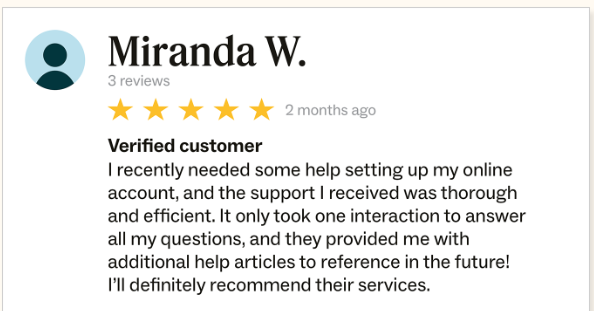 Miranda W.
3 reviews
2 months ago
Verified customer
I recently needed some help setting up my online
account, and the support I received was thorough
and efficient. It only took one interaction to answer
all my questions, and they provided me with
additional help articles to reference in the future!
I’ll definitely recommend their services.